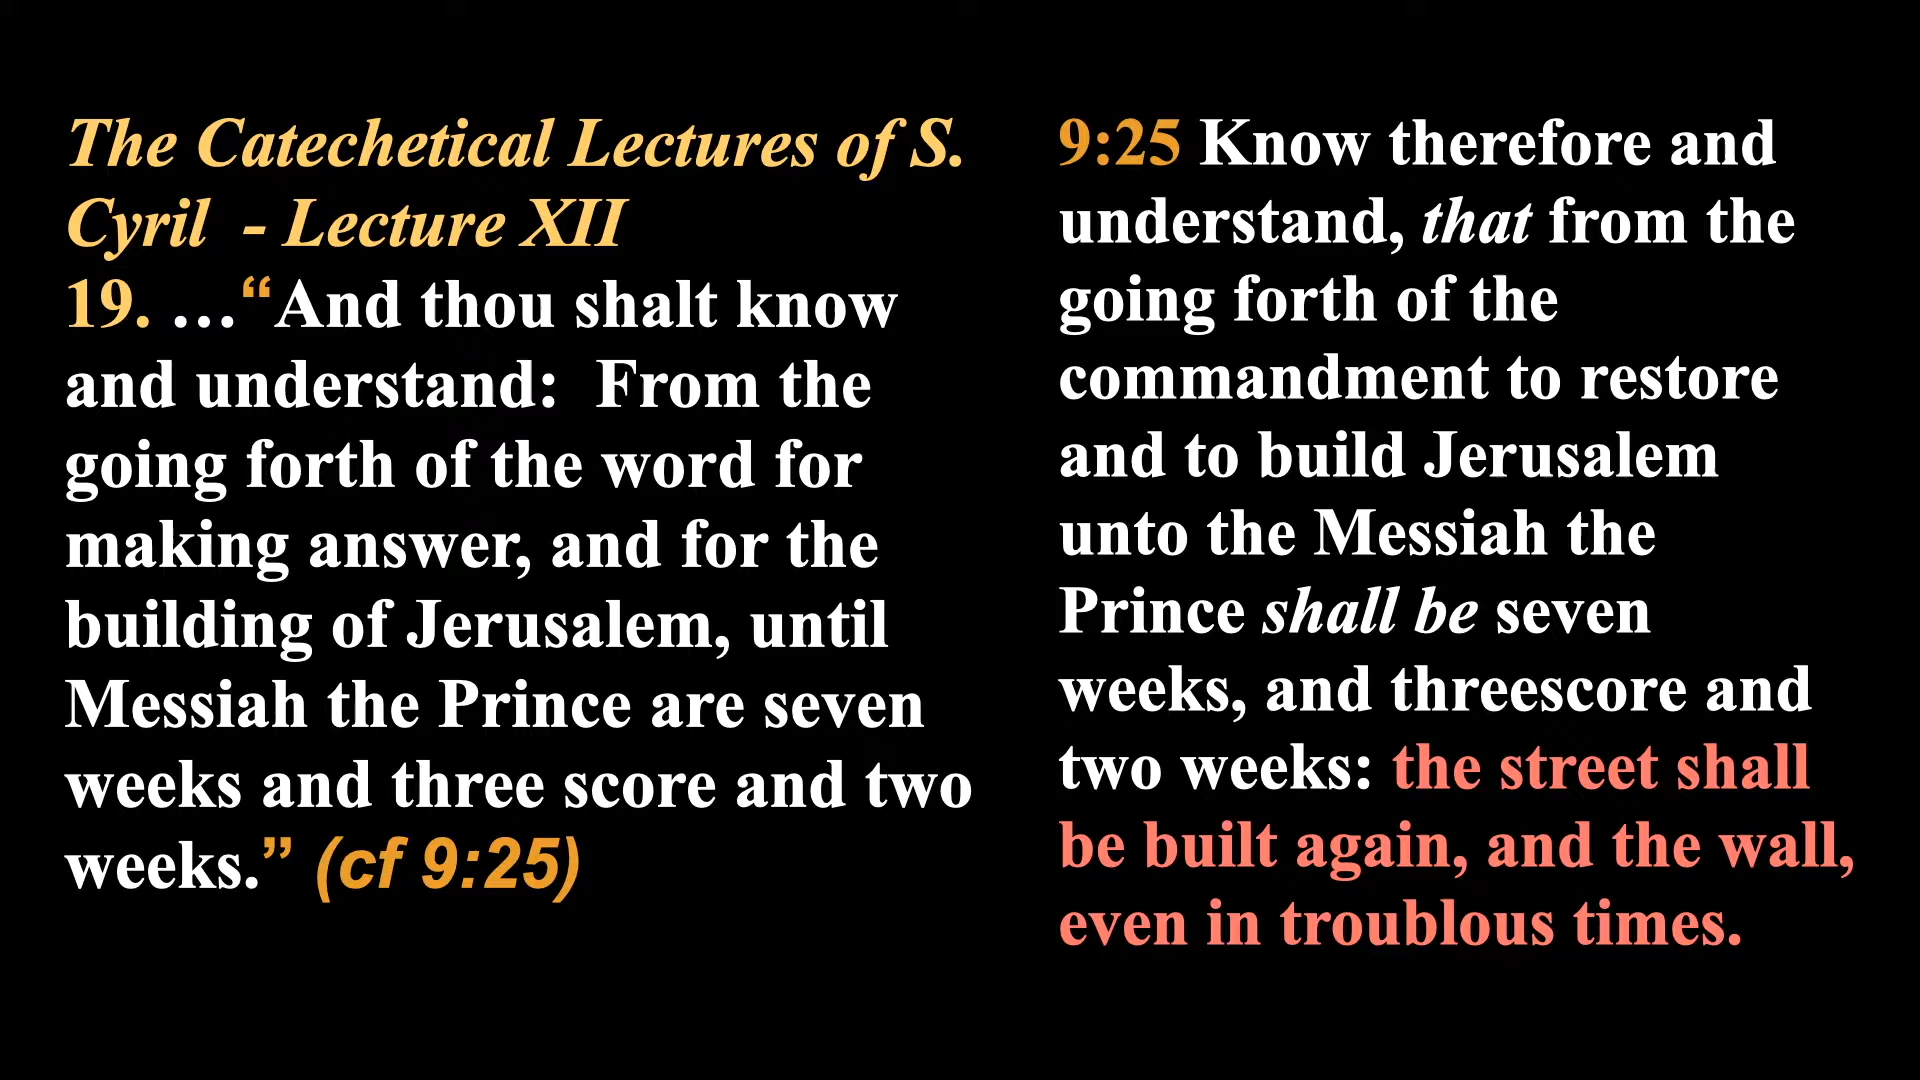 The Catechetical Lectures of S.
Cyril - Lecture XII
19. …“And thou shalt know
and understand: From the
going forth of the word for
making answer, and for the
building of Jerusalem, until
Messiah the Prince are seven
weeks and three score and two
weeks.” (cf 9:25)
9:25 Know therefore and
understand, that from the
going forth of the
commandment to restore
and to build Jerusalem
unto the Messiah the
Prince shall be seven
weeks, and threescore and
two weeks: the street shall
be built again, and the wall,
even in troublous times.